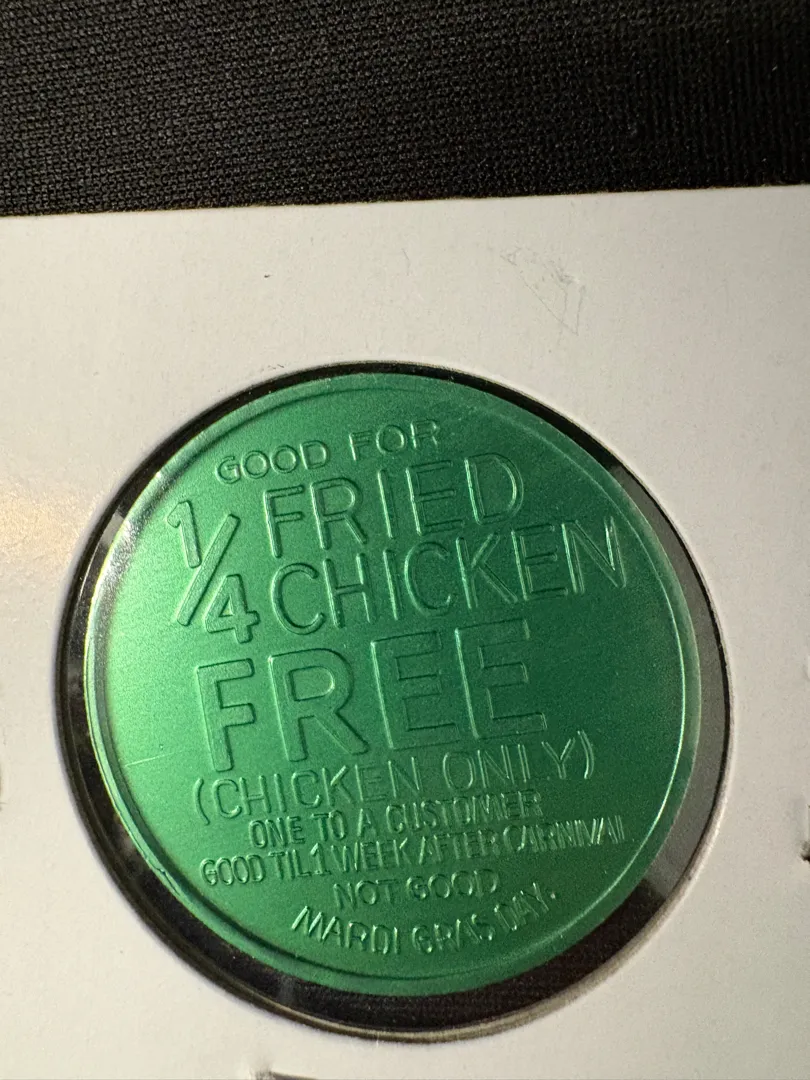 GOOD FOR
1/4 FRIED
CHICKEN
FREE
(CHICKEN ONLY)
ONE TO A CUSTOMER
GOOD TIL 1 WEEK AFTER CARNIVAL
NOT GOOD
MARDI GRAS DAY.